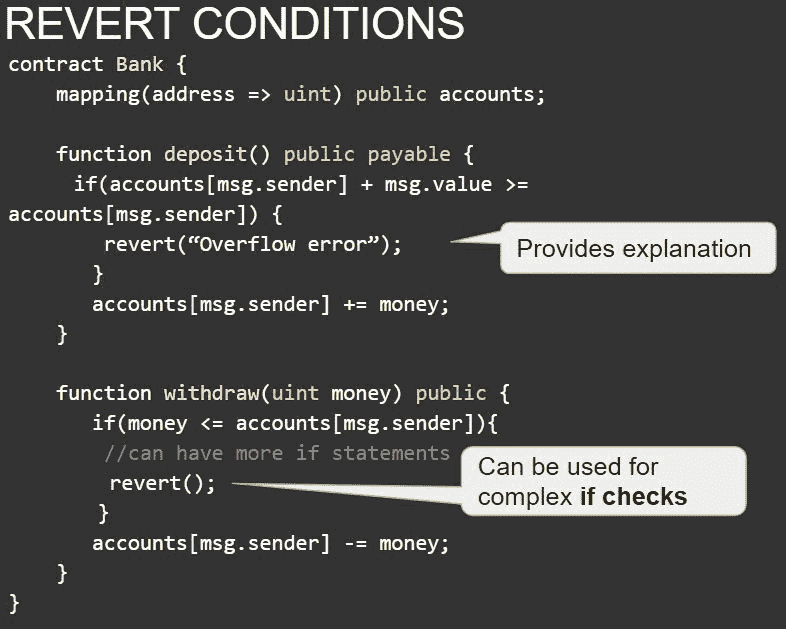 REVERT CONDITIONS
contract Bank {
mapping(address => uint) public accounts;
function deposit() public payable {
if(accounts[msg.sender] + msg.value >=
accounts[msg.sender]) {
revert(“Overflow error”);
Provides explanation
}
accounts[msg.sender] += money;
}
function withdraw(uint money) public {
if(money <= accounts[msg.sender]){
//can have more if statements
revert();
Can be used for
complex if checks
}
accounts[msg.sender] -= money;
}
}